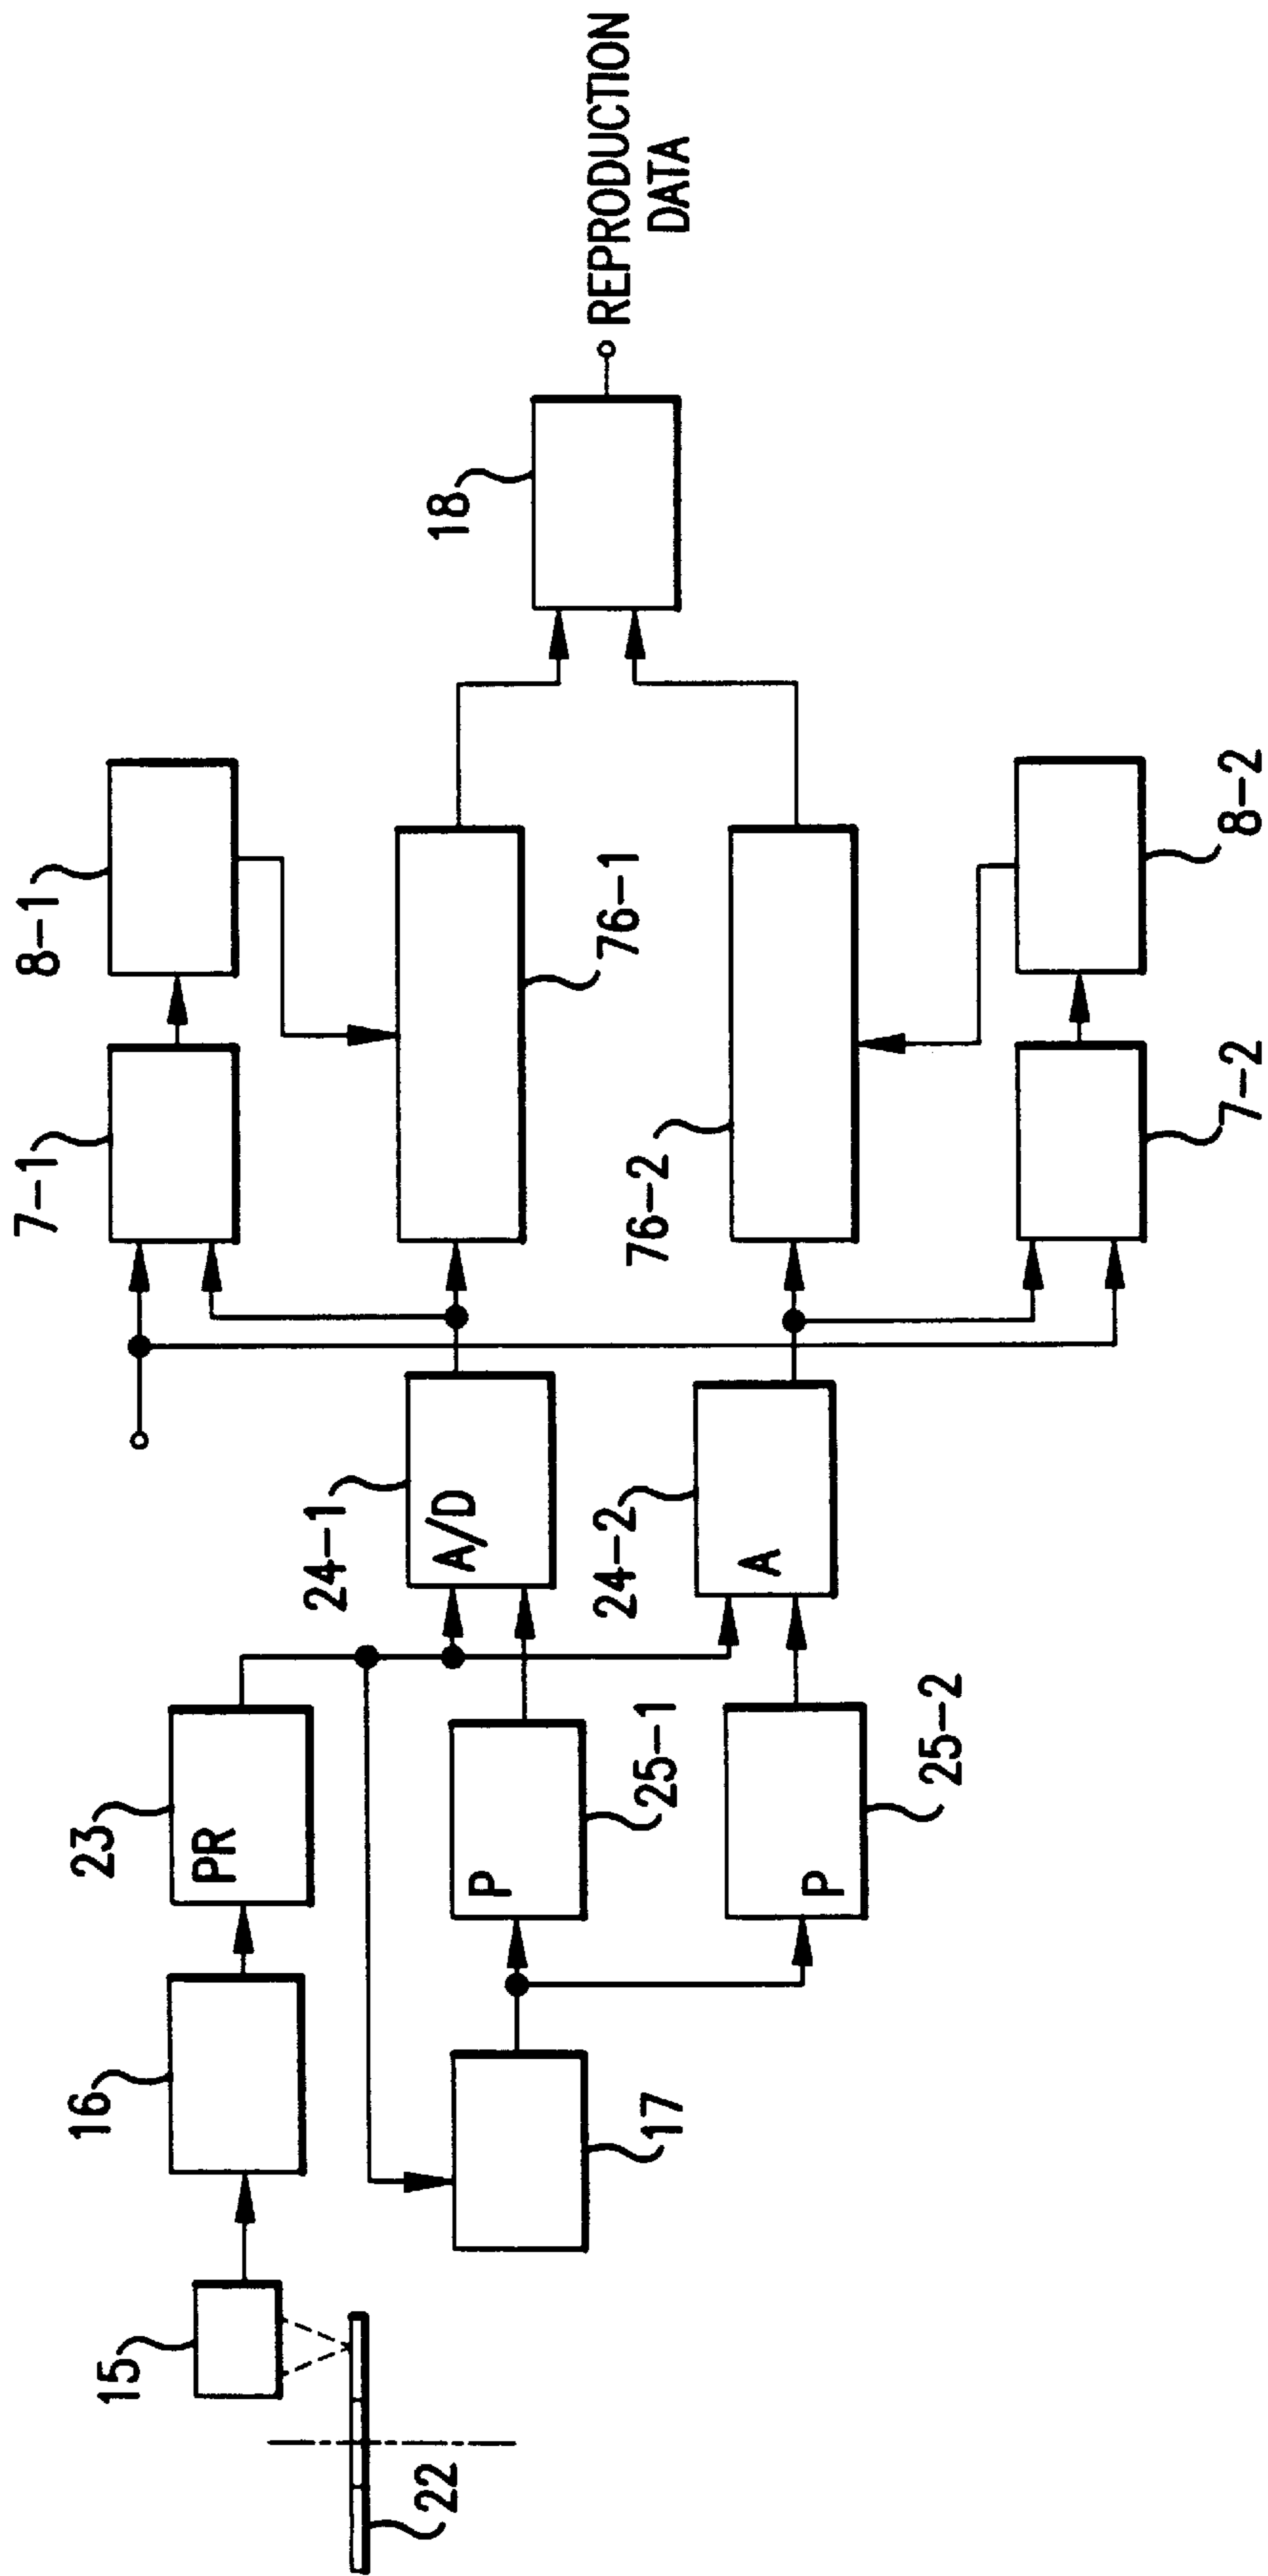 7-1
8-1
15
16
23
PR
24-1
A/D
18
REPRODUCTION
DATA
22
17
P
25-1
24-2
A
76-1
76-2
P
25-2
7-2
8-2